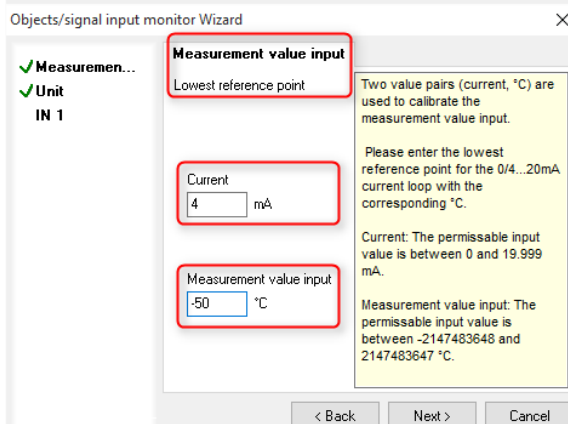 Objects/signal input monitor Wizard
Measuremen...
Unit
IN 1
Measurement value input
Lowest reference point
Current
4 mA
Measurement value input
-50 °C
Two value pairs (current, °C) are
used to calibrate the
measurement value input.
Please enter the lowest
reference point for the 0/4...20mA
current loop with the
corresponding °C.
Current: The permissable input
value is between 0 and 19.999
mA.
Measurement value input: The
permissable input value is
between -2147483648 and
2147483647 °C.
< Back Next > Cancel